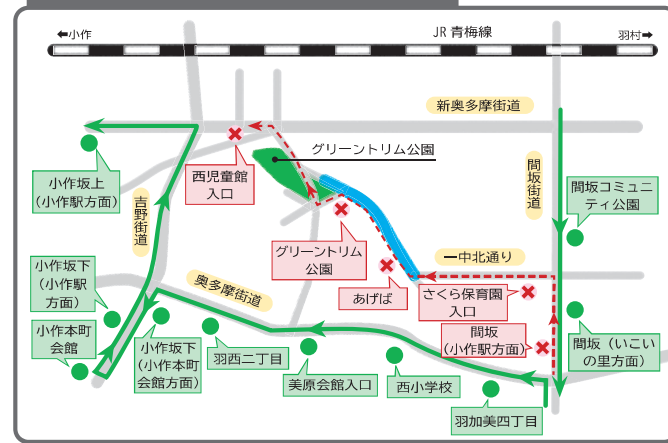 ←小作
JR 青梅線
羽村→
新奥多摩街道
グリーントリム公園
西児童館
入口
小作坂上
(小作駅方面)
吉野街道
間坂街道
間坂コミュニ
ティ公園
グリーントリム
公園
一中北通り
小作坂下
(小作駅
方面)
奥多摩街道
あげば
さくら保育園
入口
小作本町
会館
小作坂下
(小作本町
会館方面)
羽西二丁目
美原会館入口
西小学校
間坂
(小作駅方面)
間坂（いこい
の里方面）
羽加美四丁目